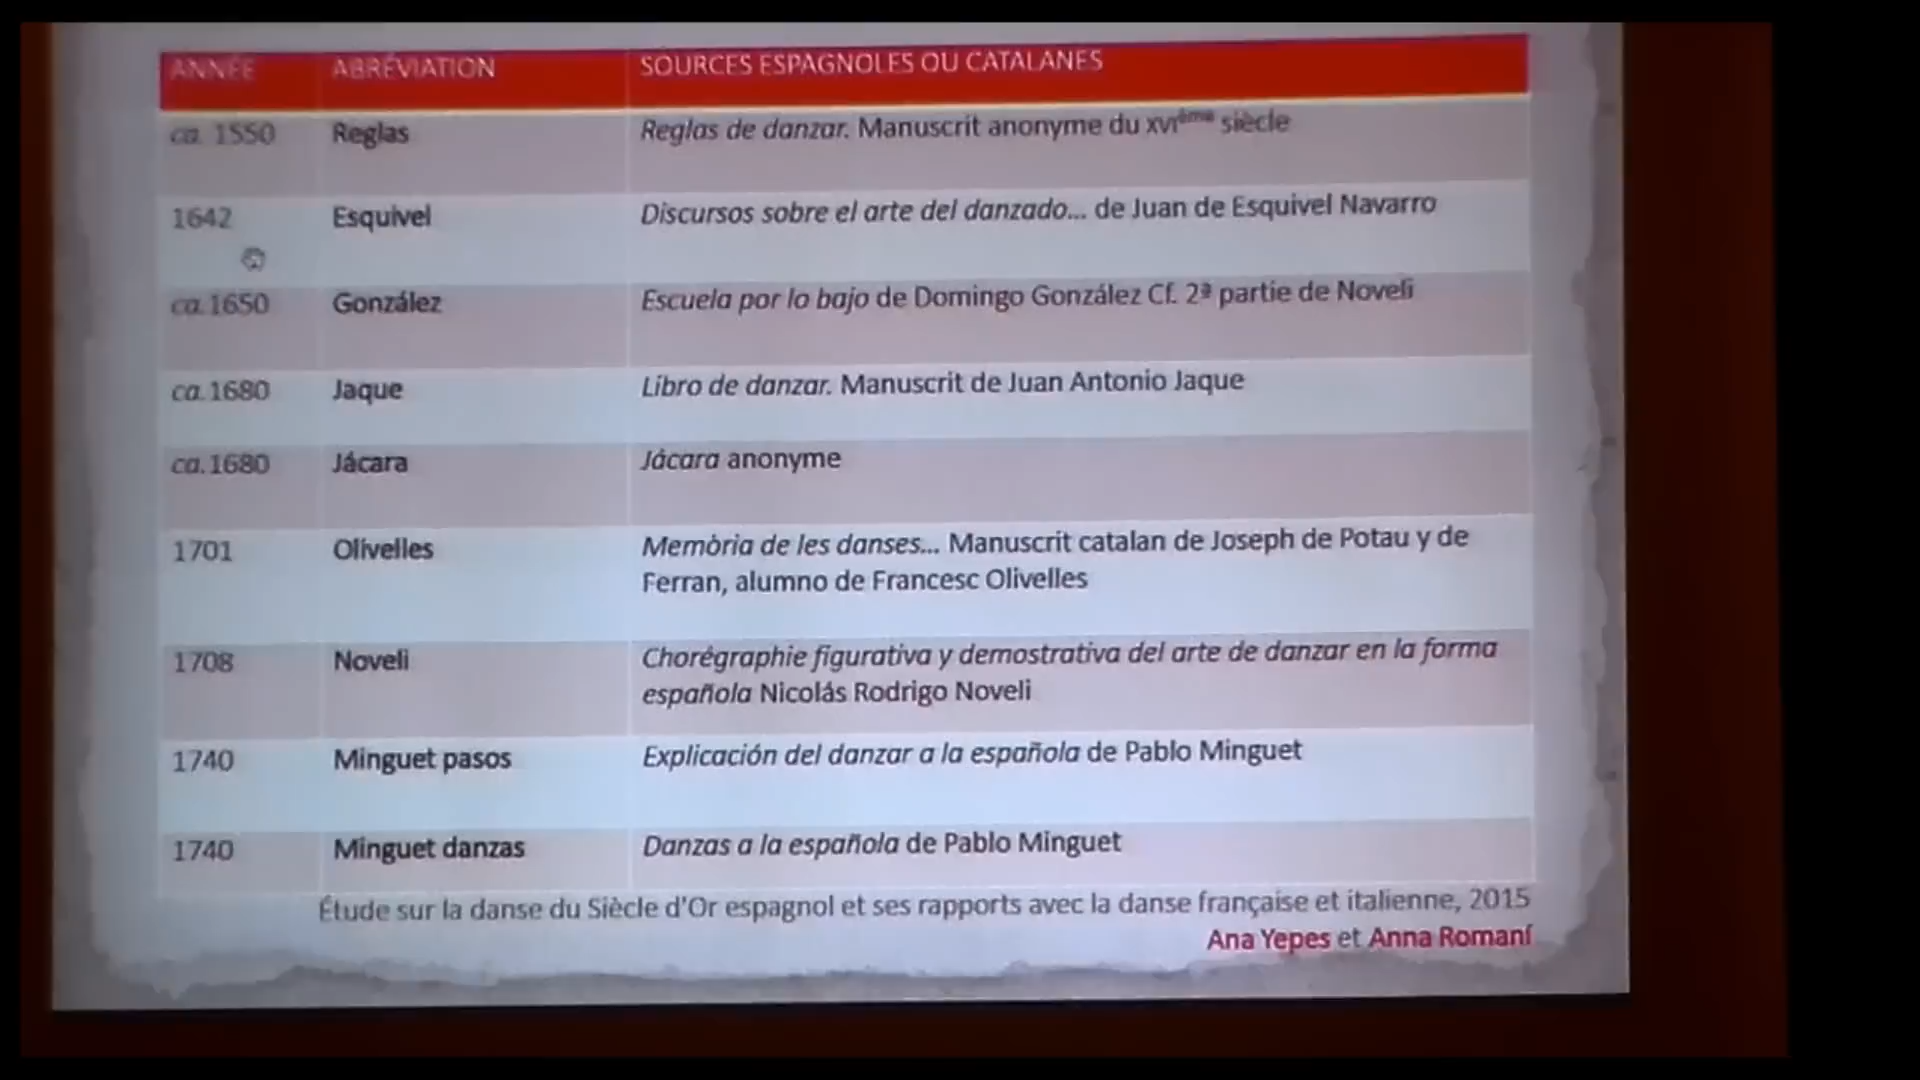 ANNÉE ABRÉVIATION SOURCES ESPAGNOLES OU CATALANES
ca. 1550 Reglas Reglas de danzar. Manuscrit anonyme du XVIème siècle
1642 Esquivel Discursos sobre el arte del danzado... de Juan de Esquivel Navarro
ca. 1650 González Escuela por lo bajo de Domingo González Cf. 2ª partie de Noveli
ca. 1680 Jaque Libro de danzar. Manuscrit de Juan Antonio Jaque
ca. 1680 Jácara Jácara anonyme
1701 Olivelles Memòria de les danses... Manuscrit catalan de Joseph de Potau y de
Ferran, alumno de Francesc Olivelles
1708 Noveli Chorégraphie figurativa y demostrativa del arte de danzar en la forma
española Nicolás Rodrigo Noveli
1740 Minguet pasos Explicación del danzar a la española de Pablo Minguet
1740 Minguet danzas Danzas a la española de Pablo Minguet
Étude sur la danse du Siècle d'Or espagnol et ses rapports avec la danse française et italienne, 2015
Ana Yepes et Anna Romaní